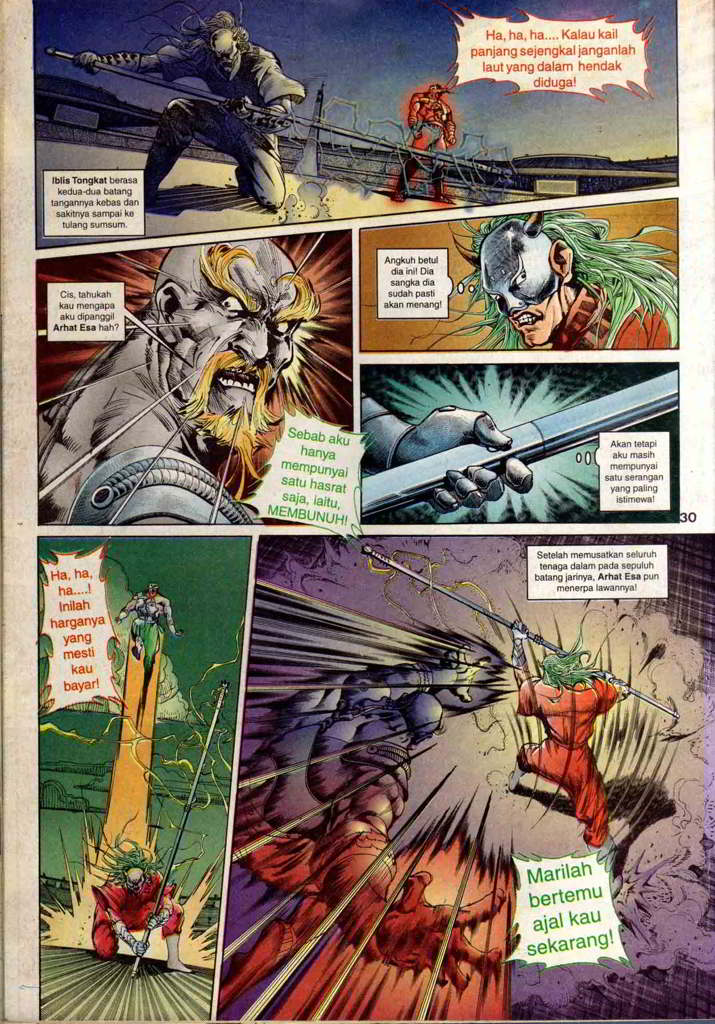 Ha, ha, ha.... Kalau kail
panjang sejengkal janganlah
laut yang dalam hendak
diduga!
Iblis Tongkat berasa
kedua-dua batang
tangannya kebas dan
sakitnya sampai ke
tulang sumsum.
Cis, tahukah
kau mengapa
aku dipanggil
Arhat Esa hah?
Sebab aku
hanya
mempunyai
satu hasrat
saja, iaitu,
MEMBUNUH!
Angkuh betul
dia ini! Dia
sangka dia
sudah pasti
akan menang!
Akan tetapi
aku masih
mempunyai
satu serangan
yang paling
istimewa!
30
Ha, ha,
ha....!
Inilah
harganya
yang
mesti
kau
bayar!
Setelah memusatkan seluruh
tenaga dalam pada sepuluh
batang jarinya, Arhat Esa pun
menerpa lawannya!
Marilah
bertemu
ajal kau
sekarang!